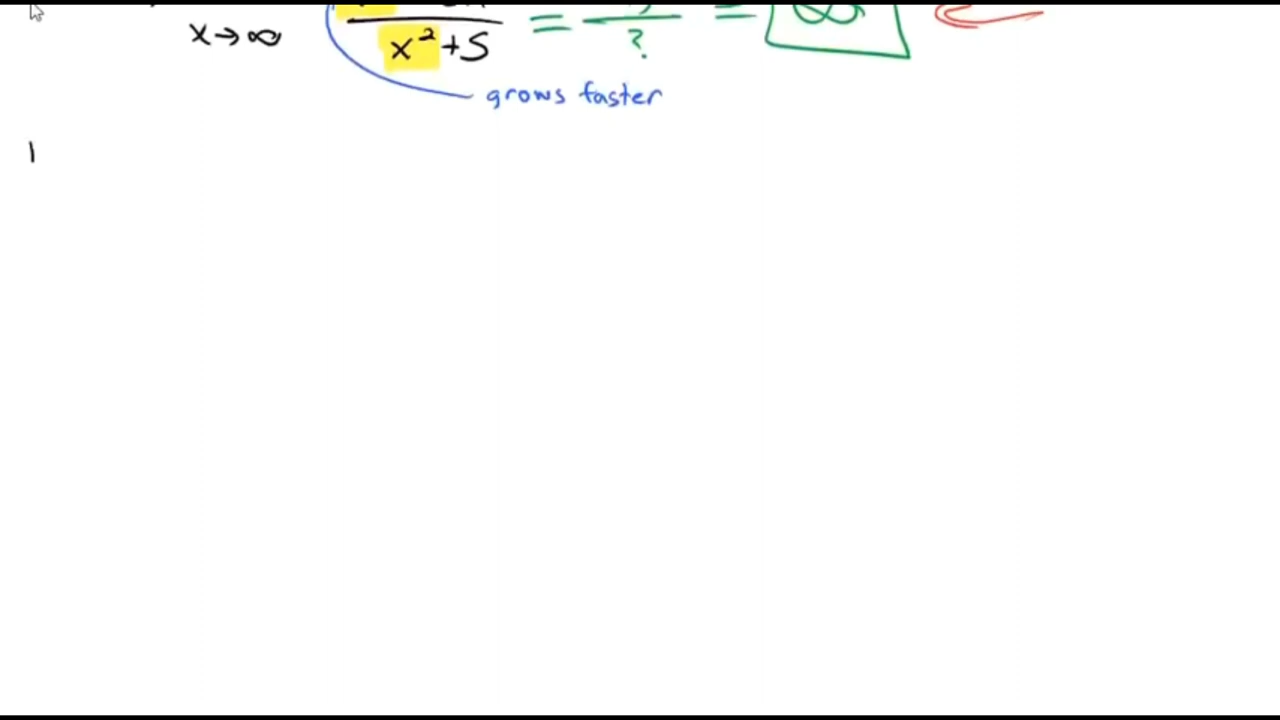 x→∞ x²+5 = ? = ∞
grows faster